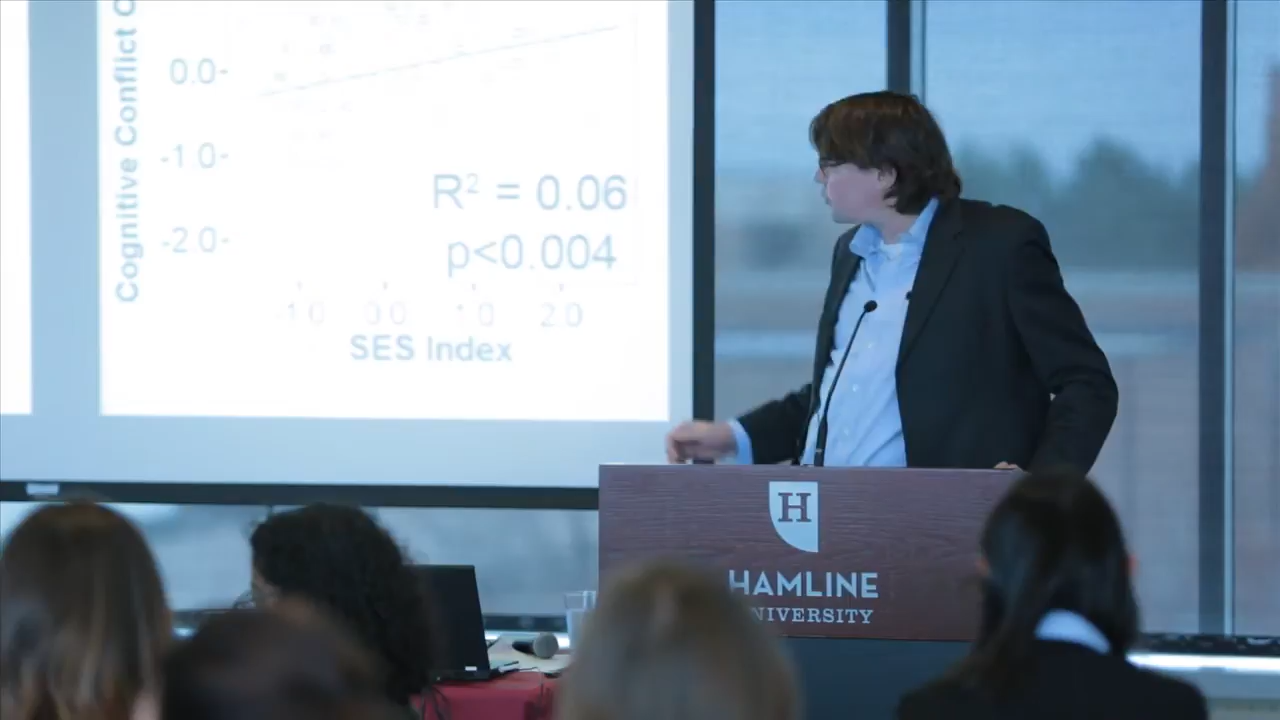 Cognitive Conflict
0.0-
-1.0-
-2.0-
R² = 0.06
p<0.004
-1.0 0.0 1.0 2.0
SES Index
H
HAMLINE
UNIVERSITY